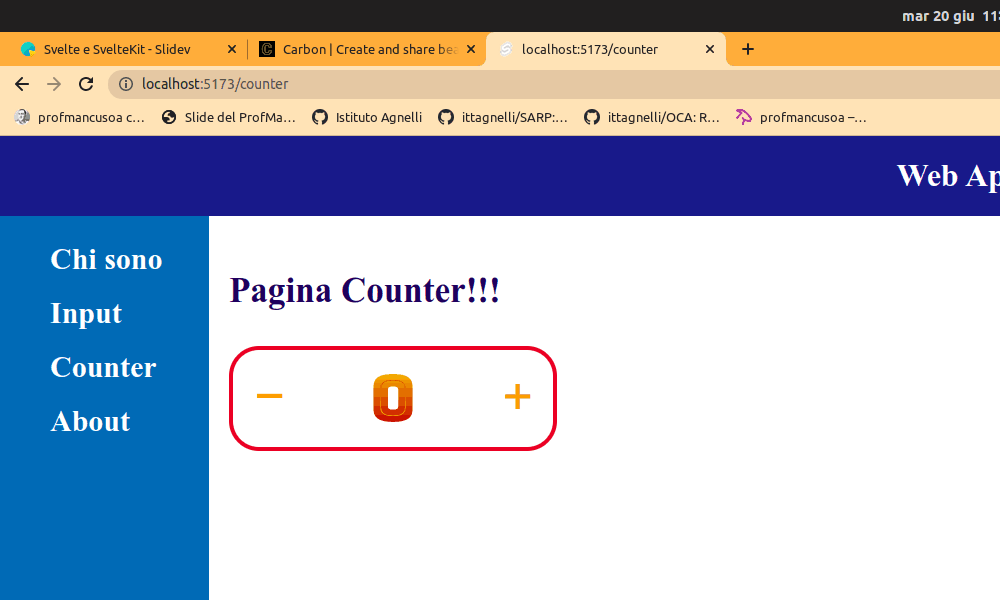 mar 20 giu 11:
Svelte e SvelteKit - Slidev
Carbon | Create and share bea
localhost:5173/counter
localhost:5173/counter
profmancusoa c...
Slide del ProfMa...
Istituto Agnelli
ittagnelli/SARP:...
ittagnelli/OCA: R...
profmancusoa –...
Web Ap
Chi sono
Input
Counter
About
Pagina Counter!!!
− 0 +